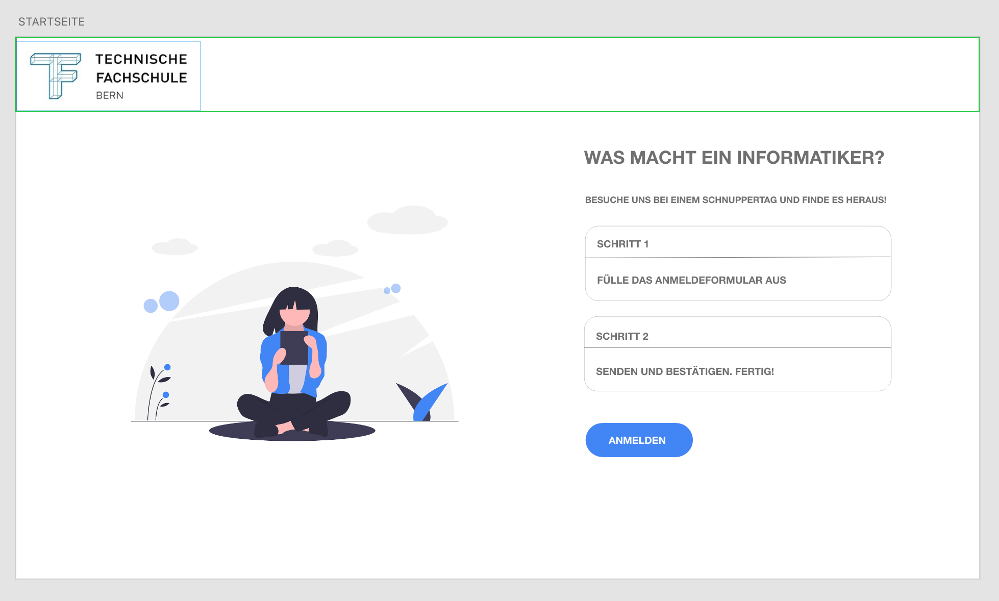 STARTSEITE
TECHNISCHE
FACHSCHULE
BERN
WAS MACHT EIN INFORMATIKER?
BESUCHE UNS BEI EINEM SCHNUPPERTAG UND FINDE ES HERAUS!
SCHRITT 1
FÜLLE DAS ANMELDEFORMULAR AUS
SCHRITT 2
SENDEN UND BESTÄTIGEN. FERTIG!
ANMELDEN